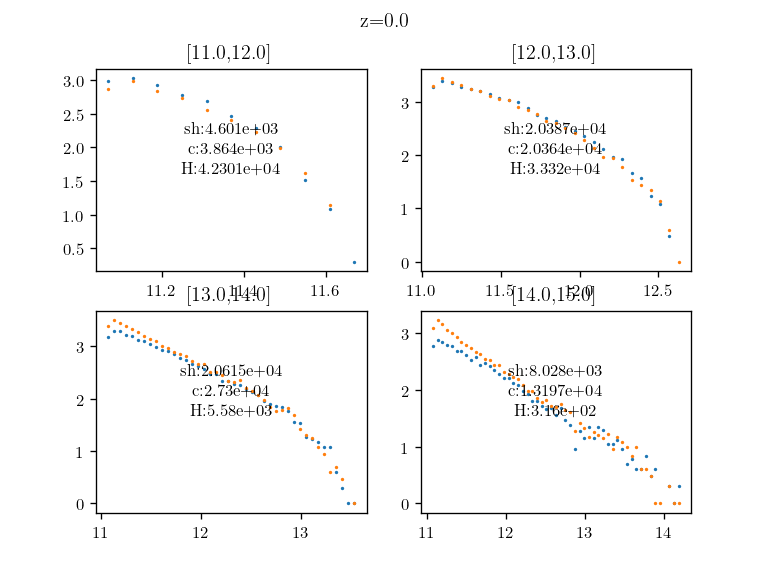 z=0.0
[11.0,12.0]
3.0
2.5
2.0
1.5
1.0
0.5
sh:4.601e+03
c:3.864e+03
H:4.2301e+04
11.2 11.4 11.6
[12.0,13.0]
3
2
1
0
sh:2.0387e+04
c:2.0364e+04
H:3.332e+04
11.0 11.5 12.0 12.5
[13.0,14.0]
3
2
1
0
sh:2.0615e+04
c:2.73e+04
H:5.58e+03
11 12 13
[14.0,15.0]
3
2
1
0
sh:8.028e+03
c:1.3197e+04
H:3.16e+02
11 12 13 14